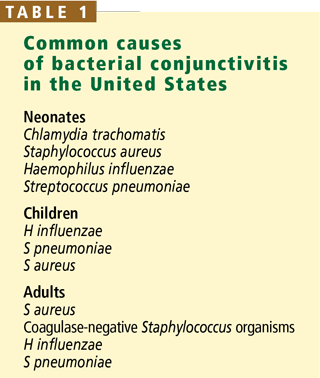 TABLE 1
Common causes
of bacterial conjunctivitis
in the United States
Neonates
Chlamydia trachomatis
Staphylococcus aureus
Haemophilus influenzae
Streptococcus pneumoniae
Children
H influenzae
S pneumoniae
S aureus
Adults
S aureus
Coagulase-negative Staphylococcus organisms
H influenzae
S pneumoniae